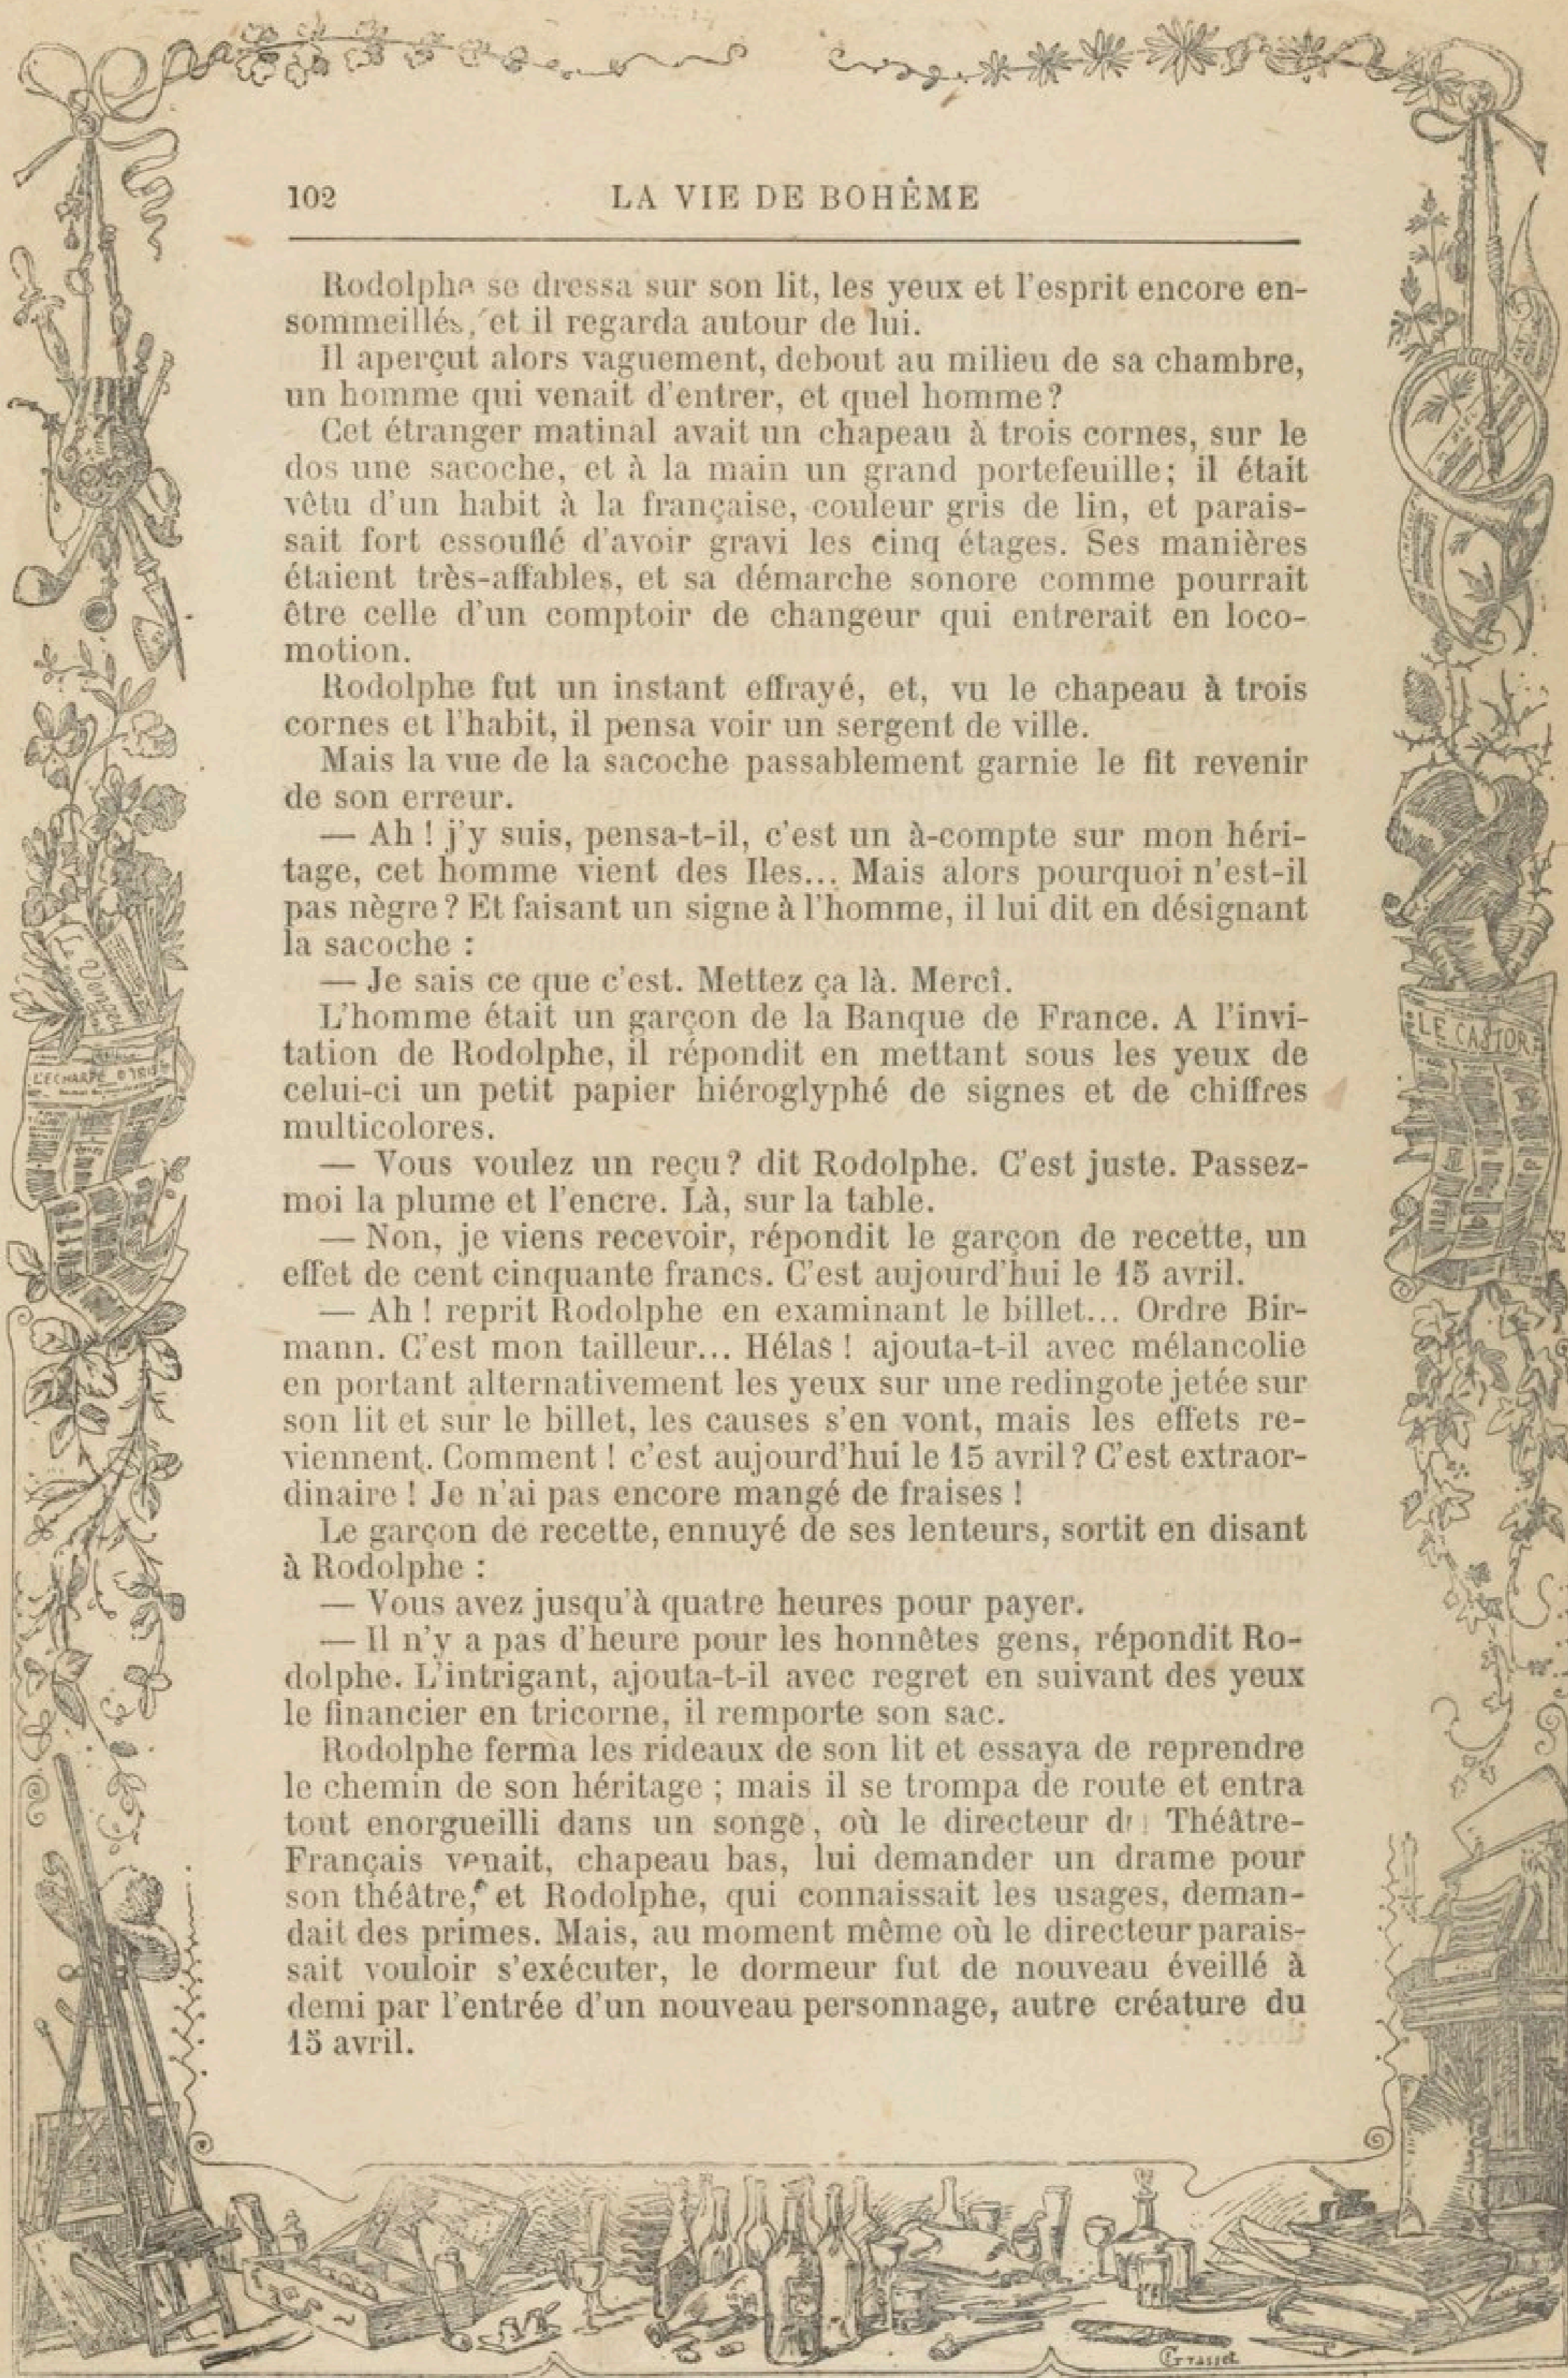 102 LA VIE DE BOHÊME
Rodolphe se dressa sur son lit, les yeux et l'esprit encore en-
sommeillés, et il regarda autour de lui.
Il aperçut alors vaguement, debout au milieu de sa chambre,
un homme qui venait d'entrer, et quel homme?
Cet étranger matinal avait un chapeau à trois cornes, sur le
dos une sacoche, et à la main un grand portefeuille; il était
vêtu d'un habit à la française, couleur gris de lin, et parais-
sait fort essouflé d'avoir gravi les cinq étages. Ses manières
étaient très-affables, et sa démarche sonore comme pourrait
être celle d'un comptoir de changeur qui entrerait en loco-
motion.
Rodolphe fut un instant effrayé, et, vu le chapeau à trois
cornes et l'habit, il pensa voir un sergent de ville.
Mais la vue de la sacoche passablement garnie le fit revenir
de son erreur.
— Ah ! j'y suis, pensa-t-il, c'est un à-compte sur mon héri-
tage, cet homme vient des Iles... Mais alors pourquoi n'est-il
pas nègre ? Et faisant un signe à l'homme, il lui dit en désignant
la sacoche :
— Je sais ce que c'est. Mettez ça là. Merci.
L'homme était un garçon de la Banque de France. A l'invi-
tation de Rodolphe, il répondit en mettant sous les yeux de
celui-ci un petit papier hiéroglyphé de signes et de chiffres
multicolores.
— Vous voulez un reçu? dit Rodolphe. C'est juste. Passez-
moi la plume et l'encre. Là, sur la table.
— Non, je viens recevoir, répondit le garçon de recette, un
effet de cent cinquante francs. C'est aujourd'hui le 15 avril.
— Ah ! reprit Rodolphe en examinant le billet... Ordre Bir-
mann. C'est mon tailleur... Hélas ! ajouta-t-il avec mélancolie
en portant alternativement les yeux sur une redingote jetée sur
son lit et sur le billet, les causes s'en vont, mais les effets re-
viennent. Comment ! c'est aujourd'hui le 15 avril ? C'est extraor-
dinaire ! Je n'ai pas encore mangé de fraises !
Le garçon de recette, ennuyé de ses lenteurs, sortit en disant
à Rodolphe :
— Vous avez jusqu'à quatre heures pour payer.
— Il n'y a pas d'heure pour les honnêtes gens, répondit Ro-
dolphe. L'intrigant, ajouta-t-il avec regret en suivant des yeux
le financier en tricorne, il remporte son sac.
Rodolphe ferma les rideaux de son lit et essaya de reprendre
le chemin de son héritage ; mais il se trompa de route et entra
tout enorgueilli dans un songe, où le directeur du Théâtre-
Français venait, chapeau bas, lui demander un drame pour
son théâtre, et Rodolphe, qui connaissait les usages, deman-
dait des primes. Mais, au moment même où le directeur parais-
sait vouloir s'exécuter, le dormeur fut de nouveau éveillé à
demi par l'entrée d'un nouveau personnage, autre créature du
15 avril.
L'ECHARPE D'IRIS
LE CASTOR
Grasset